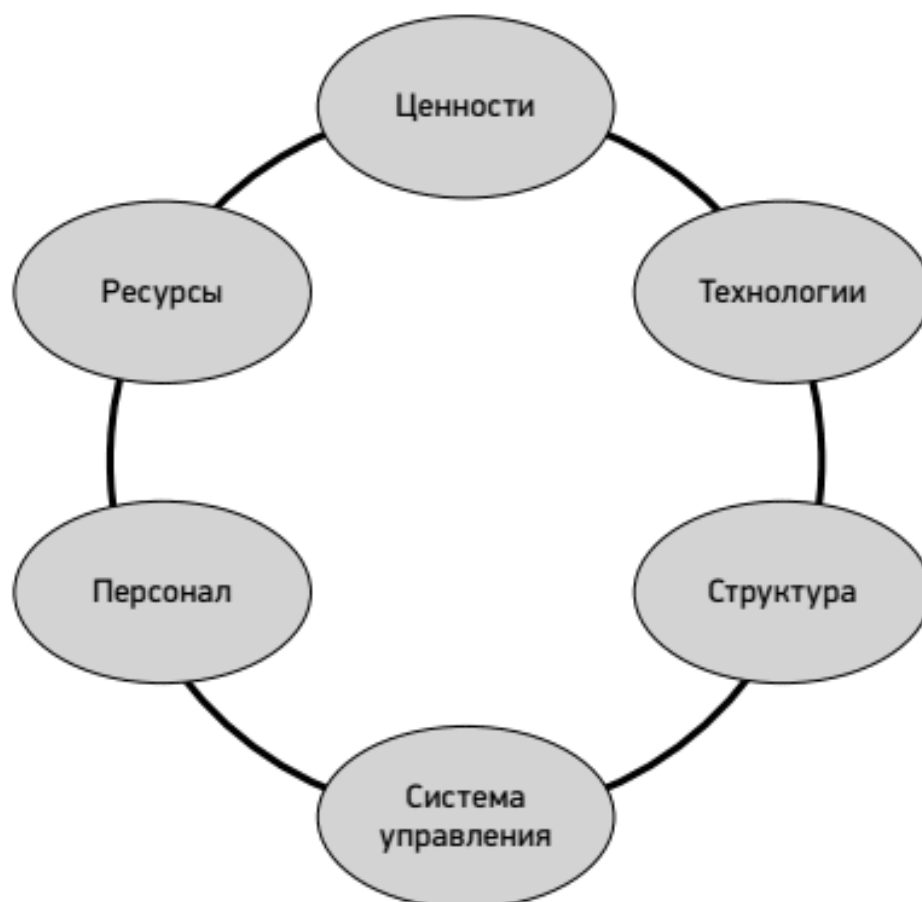 Ценности
Ресурсы
Технологии
Персонал
Структура
Система
управления